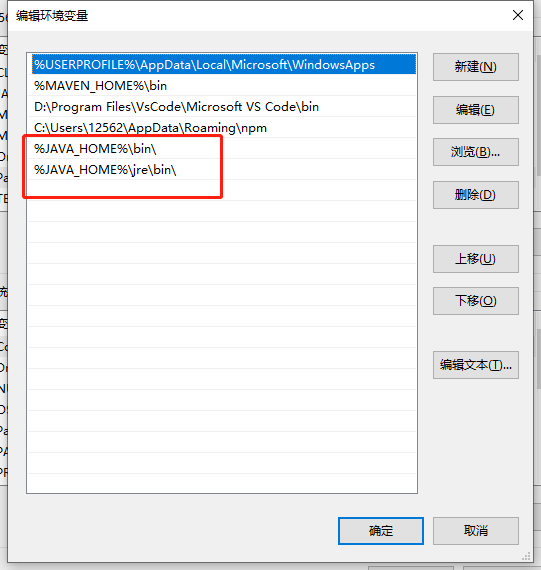 编辑环境变量
%USERPROFILE%\AppData\Local\Microsoft\WindowsApps
%MAVEN_HOME%\bin
D:\Program Files\VsCode\Microsoft VS Code\bin
C:\Users\12562\AppData\Roaming\npm
%JAVA_HOME%\bin\
%JAVA_HOME%\jre\bin\
新建(N)
编辑(E)
浏览(B)...
删除(D)
上移(U)
下移(O)
编辑文本(T)...
确定
取消